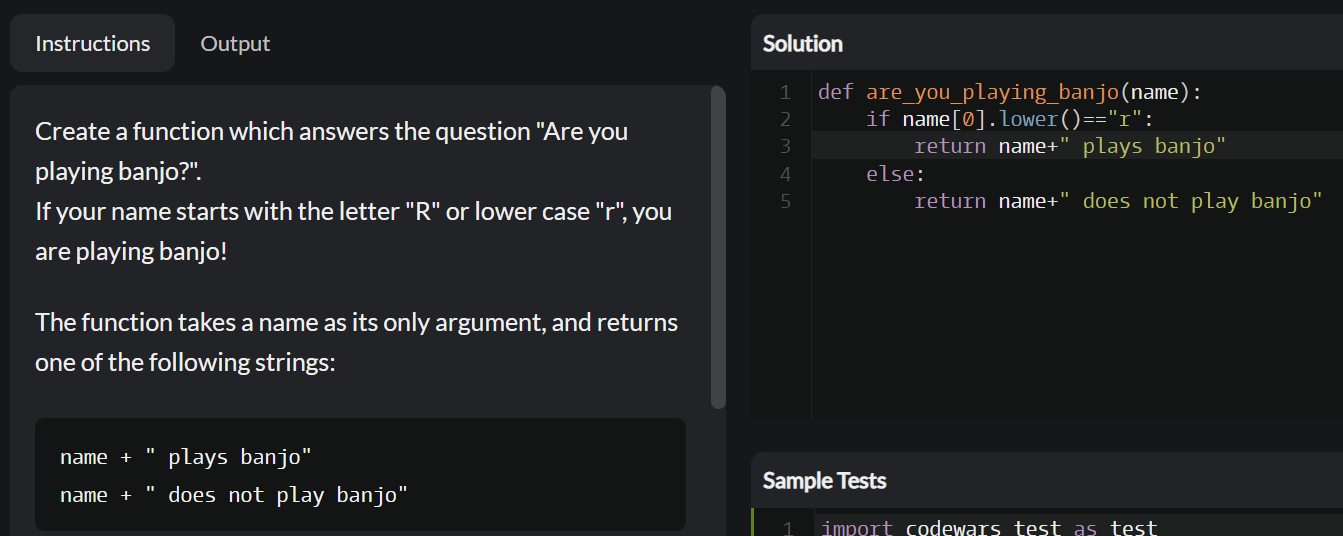 Instructions
Output
Create a function which answers the question "Are you
playing banjo?".
If your name starts with the letter "R" or lower case "r", you
are playing banjo!
The function takes a name as its only argument, and returns
one of the following strings:
name + " plays banjo"
name + " does not play banjo"
Solution
1 def are_you_playing_banjo(name):
2     if name[0].lower()=="r":
3         return name+" plays banjo"
4     else:
5         return name+" does not play banjo"
Sample Tests
1 import codewars_test as test